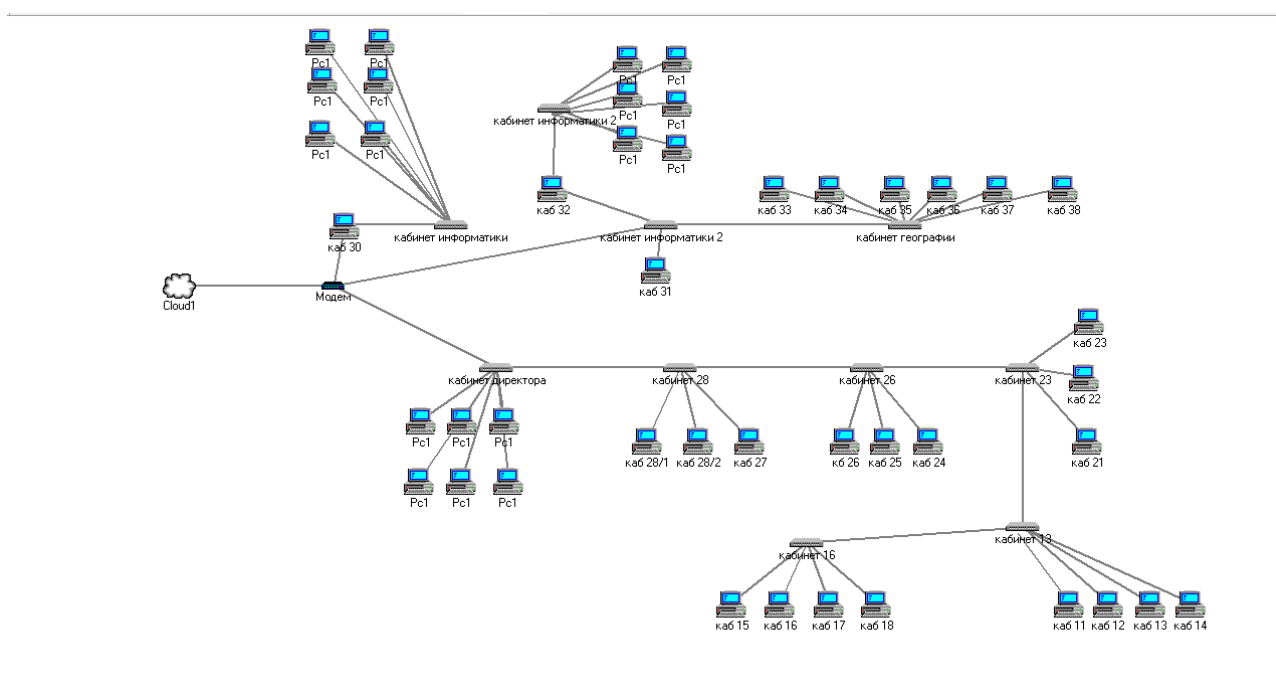 Pc1
Pc1
Pc1
Pc1
Pc1
Pc1
кабинет информатики 2
Pc1
Pc1
Pc1
Pc1
Pc1
Pc1
каб 32
каб 33
каб 34
каб 35
каб 36
каб 37
каб 38
каб 30
кабинет информатики
кабинет информатики 2
кабинет географии
Cloud1
Модем
каб 31
каб 23
кабинет директора
кабинет 28
кабинет 26
кабинет 23
каб 22
Pc1
Pc1
Pc1
каб 28/1
каб 28/2
каб 27
кб 26
каб 25
каб 24
каб 21
Pc1
Pc1
Pc1
кабинет 16
кабинет 13
каб 15
каб 16
каб 17
каб 18
каб 11
каб 12
каб 13
каб 14